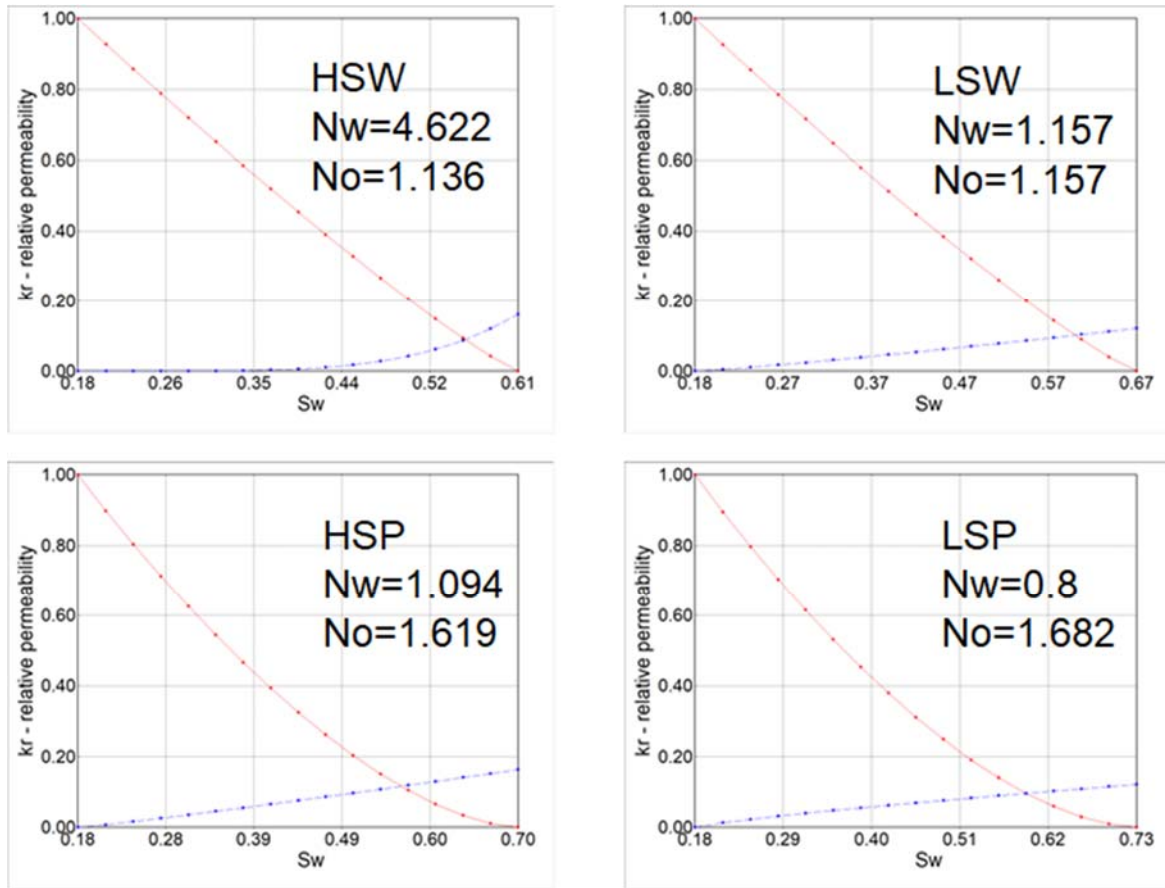 kr - relative permeability
1.00
0.80
0.60
0.40
0.20
0.00
HSW
Nw=4.622
No=1.136
0.18 0.26 0.35 0.44 0.52 0.61
Sw
kr - relative permeability
1.00
0.80
0.60
0.40
0.20
0.00
LSW
Nw=1.157
No=1.157
0.18 0.27 0.37 0.47 0.57 0.67
Sw
kr - relative permeability
1.00
0.80
0.60
0.40
0.20
0.00
HSP
Nw=1.094
No=1.619
0.18 0.28 0.39 0.49 0.60 0.70
Sw
kr - relative permeability
1.00
0.80
0.60
0.40
0.20
0.00
LSP
Nw=0.8
No=1.682
0.18 0.29 0.40 0.51 0.62 0.73
Sw